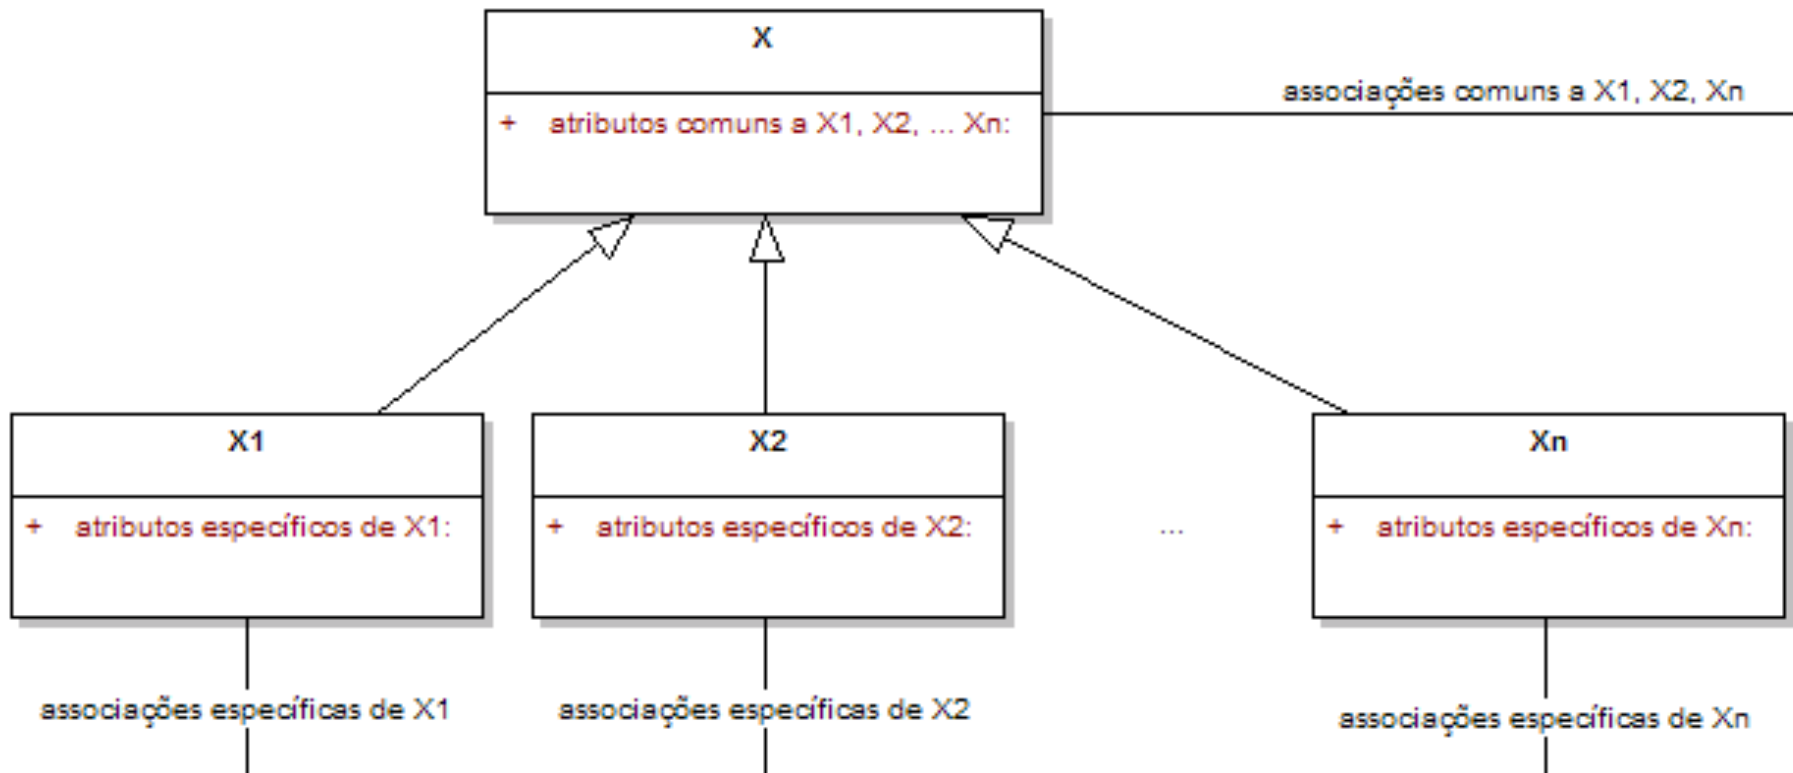 X
associações comuns a X1, X2, Xn
+ atributos comuns a X1, X2, ... Xn:
X1
X2
Xn
+ atributos específicos de X1:
+ atributos específicos de X2:
...
+ atributos específicos de Xn:
associações específicas de X1
associações específicas de X2
associações específicas de Xn